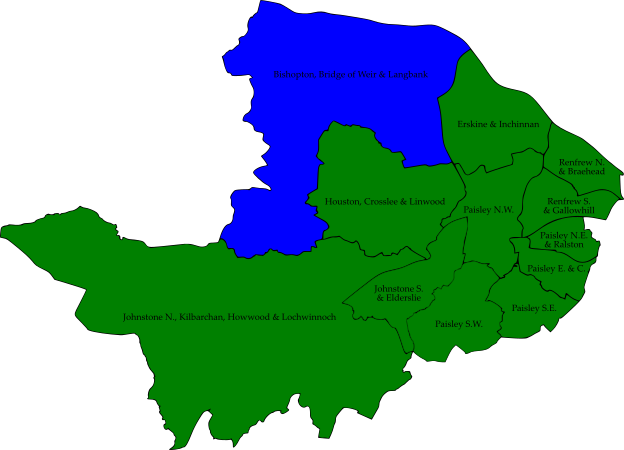 Bishopton, Bridge of Weir & Langbank
Erskine & Inchinnan
Renfrew N.
& Braehead
Houston, Crosslee & Linwood
Paisley N.W.
Renfrew S.
& Gallowhill
Paisley N.E.
& Ralston
Paisley E. & C.
Johnstone S.
& Elderslie
Paisley S.E.
Johnstone N., Kilbarchan, Howwood & Lochwinnoch
Paisley S.W.